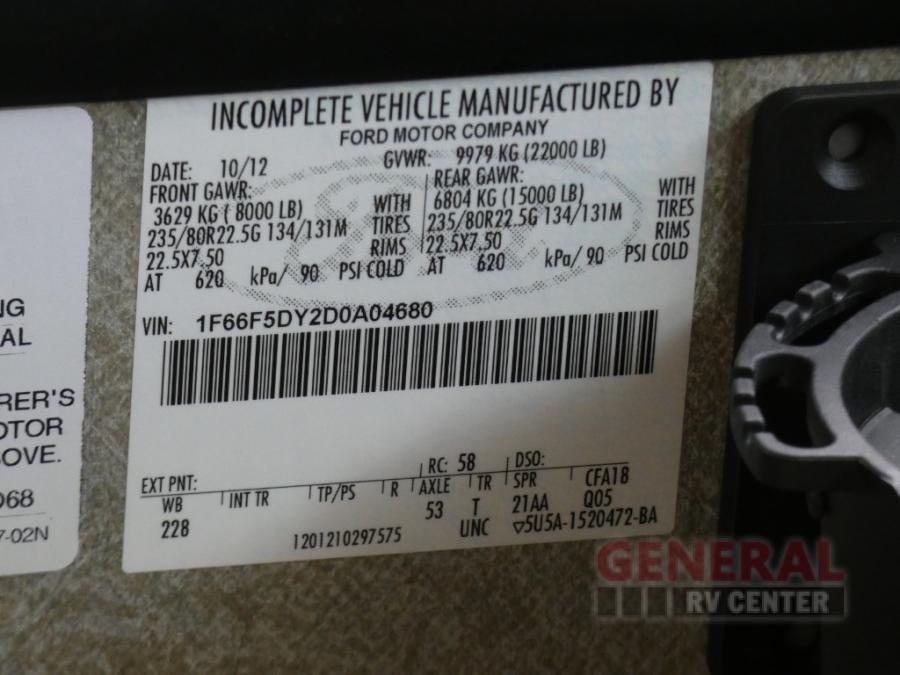 INCOMPLETE VEHICLE MANUFACTURED BY
FORD MOTOR COMPANY
DATE: 10/12
GVWR: 9979 KG (22000 LB)
FRONT GAWR:
3629 KG ( 8000 LB) WITH
235/80R22.5G 134/131M TIRES
22.5X7.50 RIMS
AT 620 kPa/ 90 PSI COLD
REAR GAWR:
6804 KG (15000 LB) WITH
235/80R22.5G 134/131M TIRES
22.5X7.50 RIMS
AT 620 kPa/ 90 PSI COLD
VIN: 1F66F5DY2D0A04680
EXT PNT: RC: 58 DSO:
WB INT TR TP/PS R AXLE TR SPR CFA18
228 53 T 21AA Q05
1201210297575 UNC ▽5U5A-1520472-BA
NG
AL
RER'S
OTOR
OVE.
068
7-02N
GENERAL
RV CENTER